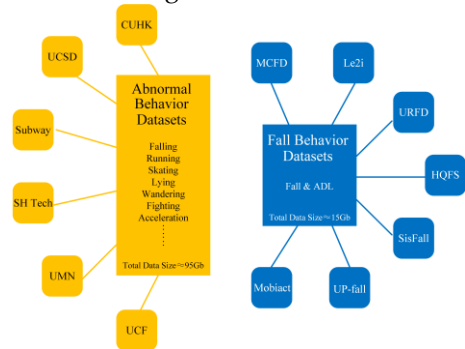 CUHK
UCSD
Subway
SH Tech
UMN
UCF
Abnormal
Behavior
Datasets
Falling
Running
Skating
Lying
Wandering
Fighting
Acceleration
Total Data Size≈95Gb
MCFD
Le2i
URFD
HQFS
SisFall
UP-fall
Mobiact
Fall Behavior
Datasets
Fall & ADL
Total Data Size≈15Gb